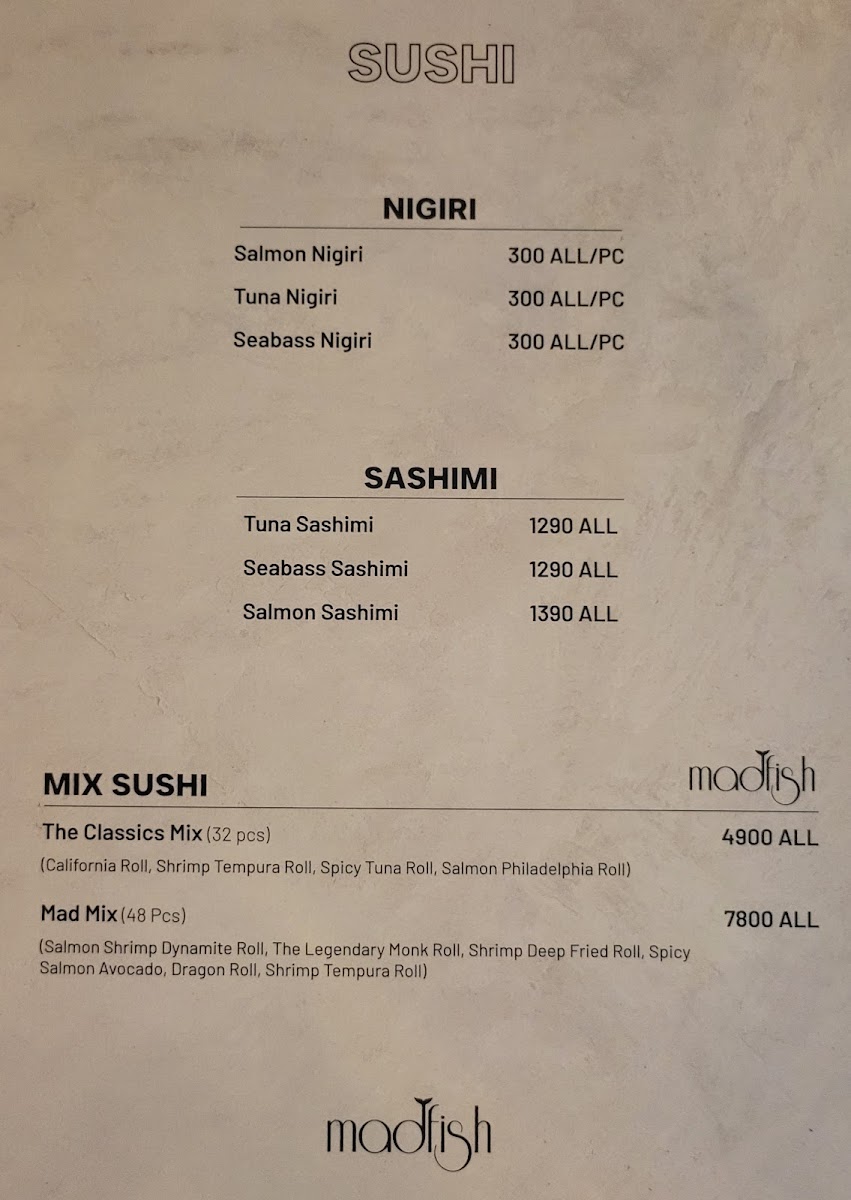 SUSHI
NIGIRI
Salmon Nigiri 300 ALL/PC
Tuna Nigiri 300 ALL/PC
Seabass Nigiri 300 ALL/PC
SASHIMI
Tuna Sashimi 1290 ALL
Seabass Sashimi 1290 ALL
Salmon Sashimi 1390 ALL
madfish
MIX SUSHI
The Classics Mix (32 pcs) 4900 ALL
(California Roll, Shrimp Tempura Roll, Spicy Tuna Roll, Salmon Philadelphia Roll)
Mad Mix (48 Pcs) 7800 ALL
(Salmon Shrimp Dynamite Roll, The Legendary Monk Roll, Shrimp Deep Fried Roll, Spicy
Salmon Avocado, Dragon Roll, Shrimp Tempura Roll)
madfish